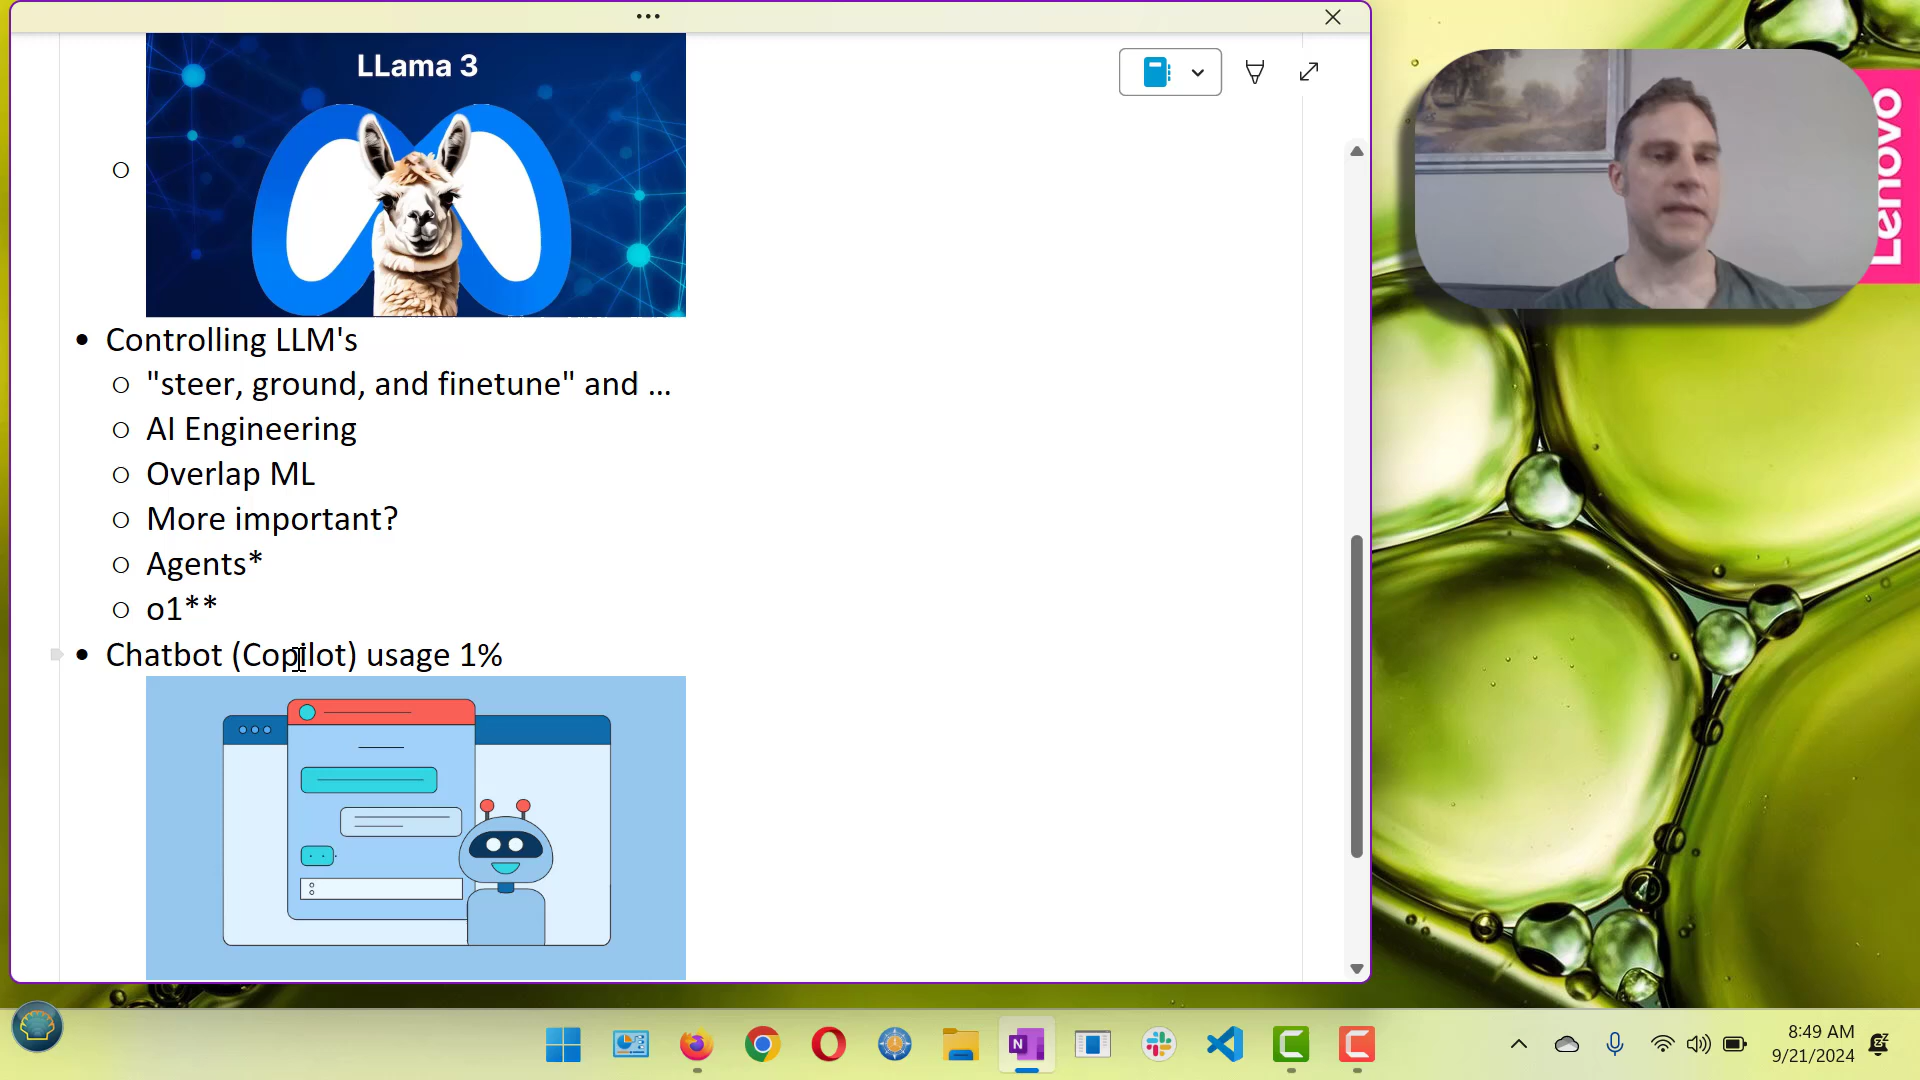 LLama 3
Controlling LLM's
"steer, ground, and finetune" and ...
AI Engineering
Overlap ML
More important?
Agents*
o1**
Chatbot (Copilot) usage 1%
Lenovo
8:49 AM
9/21/2024